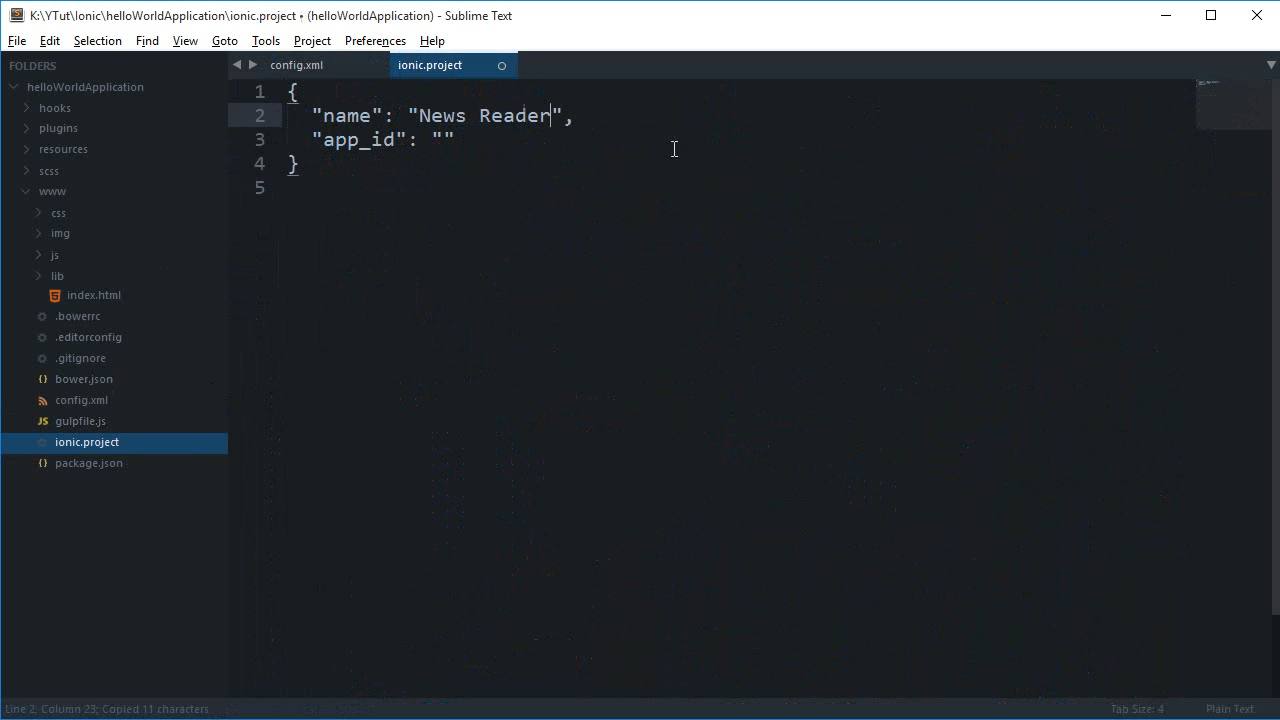 K:\YTut\Ionic\helloWorldApplication\ionic.project • (helloWorldApplication) - Sublime Text
File Edit Selection Find View Goto Tools Project Preferences Help
FOLDERS
helloWorldApplication
hooks
plugins
resources
scss
www
css
img
js
lib
index.html
.bowerrc
.editorconfig
.gitignore
{} bower.json
config.xml
JS gulpfile.js
ionic.project
{} package.json
config.xml ionic.project
1 {
2 "name": "News Reader",
3 "app_id": ""
4 }
5
Line 2, Column 23; Copied 11 characters Tab Size: 4 Plain Text